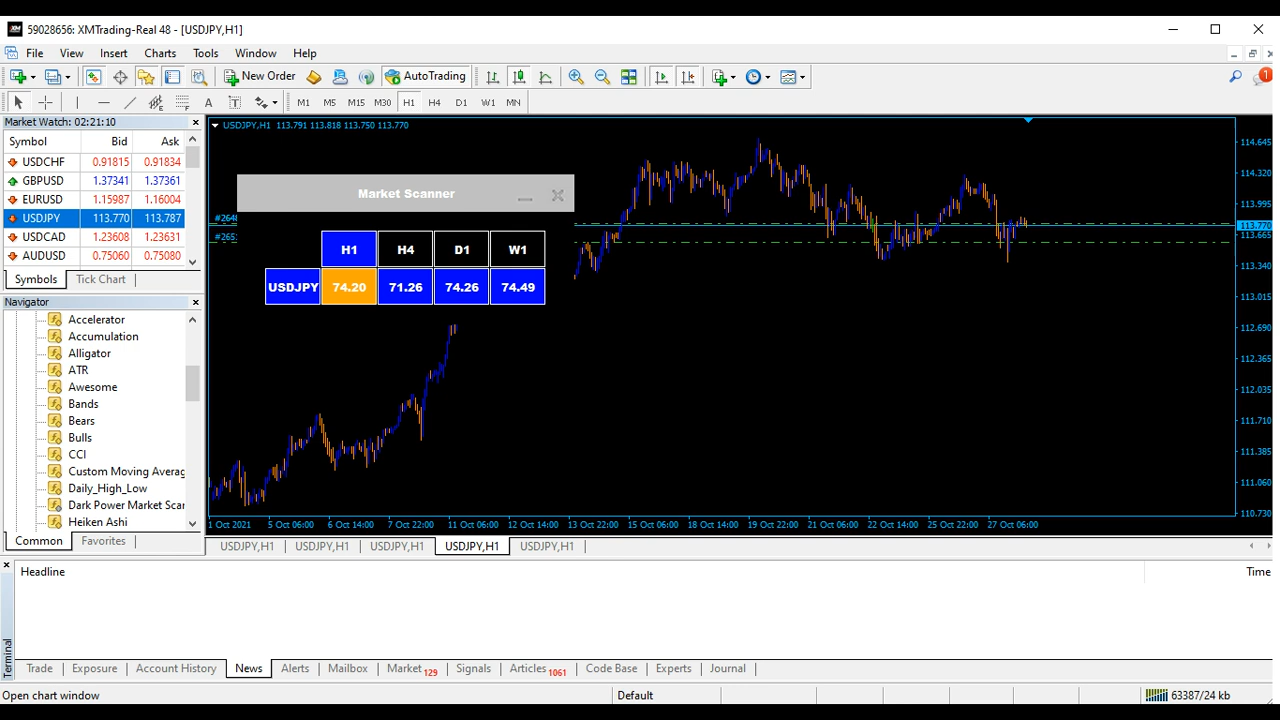 59028656: XMTrading-Real 48 - [USDJPY,H1]
File View Insert Charts Tools Window Help
New Order AutoTrading
A T M1 M5 M15 M30 H1 H4 D1 W1 MN
Market Watch: 02:21:10
Symbol Bid Ask
USDCHF 0.91815 0.91834
GBPUSD 1.37341 1.37361
EURUSD 1.15987 1.16004
USDJPY 113.770 113.787
USDCAD 1.23608 1.23631
AUDUSD 0.75060 0.75080
Symbols Tick Chart
Navigator
Accelerator
Accumulation
Alligator
ATR
Awesome
Bands
Bears
Bulls
CCI
Custom Moving Averag
Daily_High_Low
Dark Power Market Scar
Heiken Ashi
Common Favorites
USDJPY,H1 113.791 113.818 113.750 113.770
Market Scanner
H1 H4 D1 W1
USDJPY 74.20 71.26 74.26 74.49
114.645
114.320
113.995
113.770
113.665
113.340
113.015
112.690
112.365
112.035
111.710
111.385
111.060
110.730
1 Oct 2021 5 Oct 06:00 6 Oct 14:00 7 Oct 22:00 11 Oct 06:00 12 Oct 14:00 13 Oct 22:00 15 Oct 06:00 18 Oct 14:00 19 Oct 22:00 21 Oct 06:00 22 Oct 14:00 25 Oct 22:00 27 Oct 06:00
USDJPY,H1 USDJPY,H1 USDJPY,H1 USDJPY,H1 USDJPY,H1
Headline Time
Terminal
Trade Exposure Account History News Alerts Mailbox Market 129 Signals Articles 1061 Code Base Experts Journal
Open chart window Default 63387/24 kb